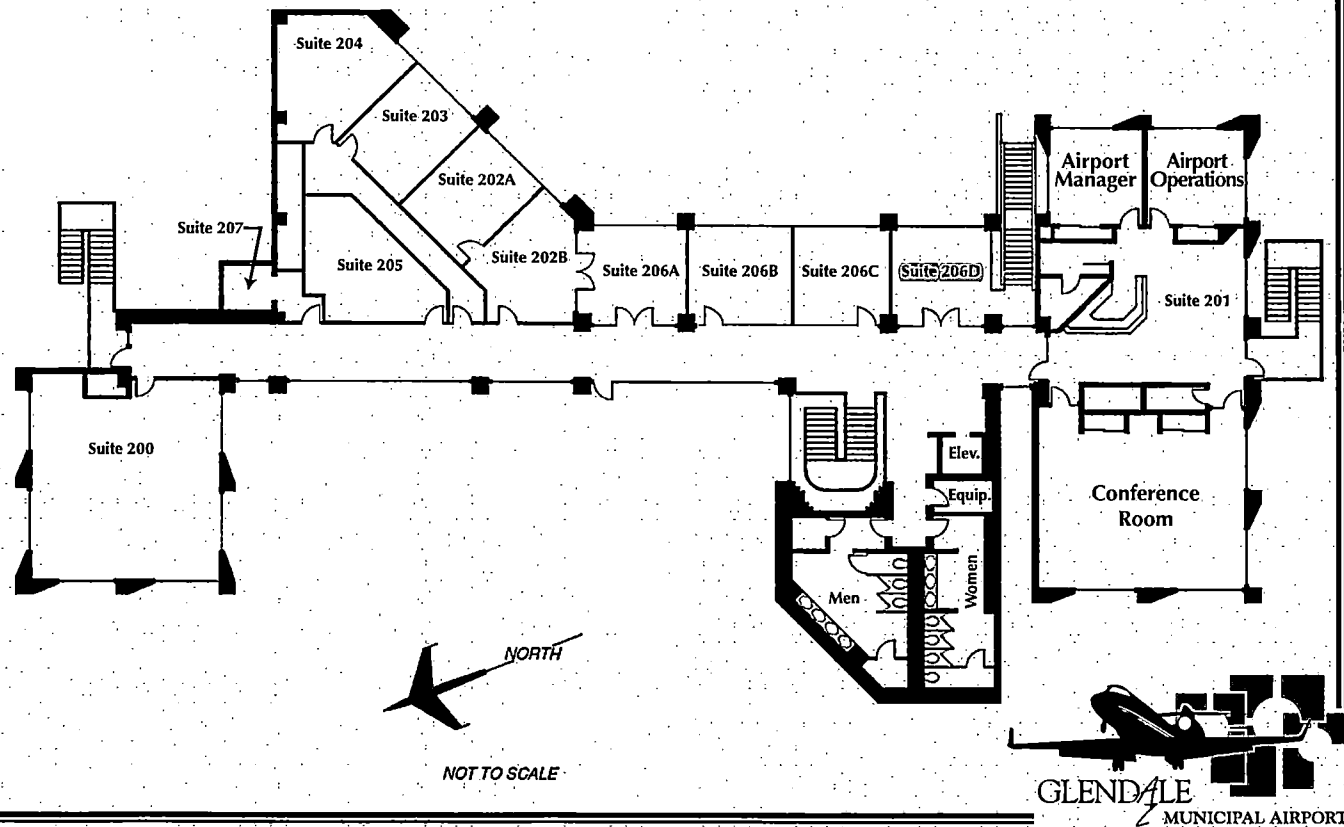 Suite 204
Suite 203
Suite 202A
Suite 202B
Suite 207
Suite 205
Suite 206A
Suite 206B
Suite 206C
Suite 206D
Airport
Manager
Airport
Operations
Suite 201
Suite 200
Elev.
Equip.
Conference
Room
Men
Women
NORTH
NOT TO SCALE
GLENDALE
MUNICIPAL AIRPORT